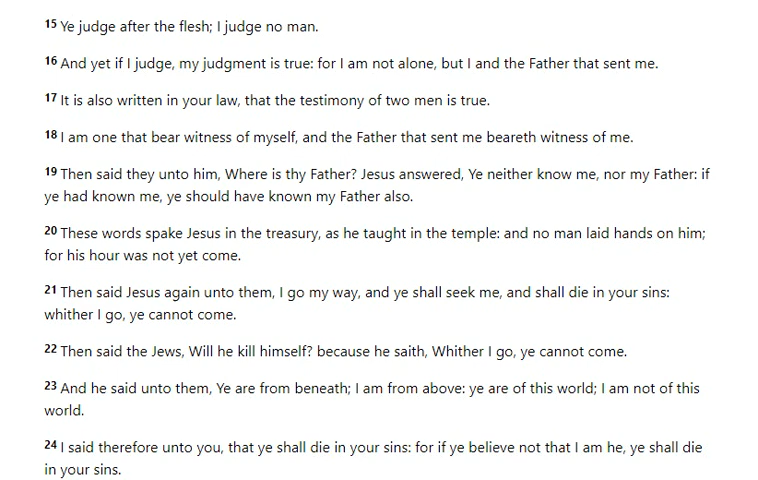 15 Ye judge after the flesh; I judge no man.
16 And yet if I judge, my judgment is true: for I am not alone, but I and the Father that sent me.
17 It is also written in your law, that the testimony of two men is true.
18 I am one that bear witness of myself, and the Father that sent me beareth witness of me.
19 Then said they unto him, Where is thy Father? Jesus answered, Ye neither know me, nor my Father: if
ye had known me, ye should have known my Father also.
20 These words spake Jesus in the treasury, as he taught in the temple: and no man laid hands on him;
for his hour was not yet come.
21 Then said Jesus again unto them, I go my way, and ye shall seek me, and shall die in your sins:
whither I go, ye cannot come.
22 Then said the Jews, Will he kill himself? because he saith, Whither I go, ye cannot come.
23 And he said unto them, Ye are from beneath; I am from above: ye are of this world; I am not of this
world.
24 I said therefore unto you, that ye shall die in your sins: for if ye believe not that I am he, ye shall die
in your sins.